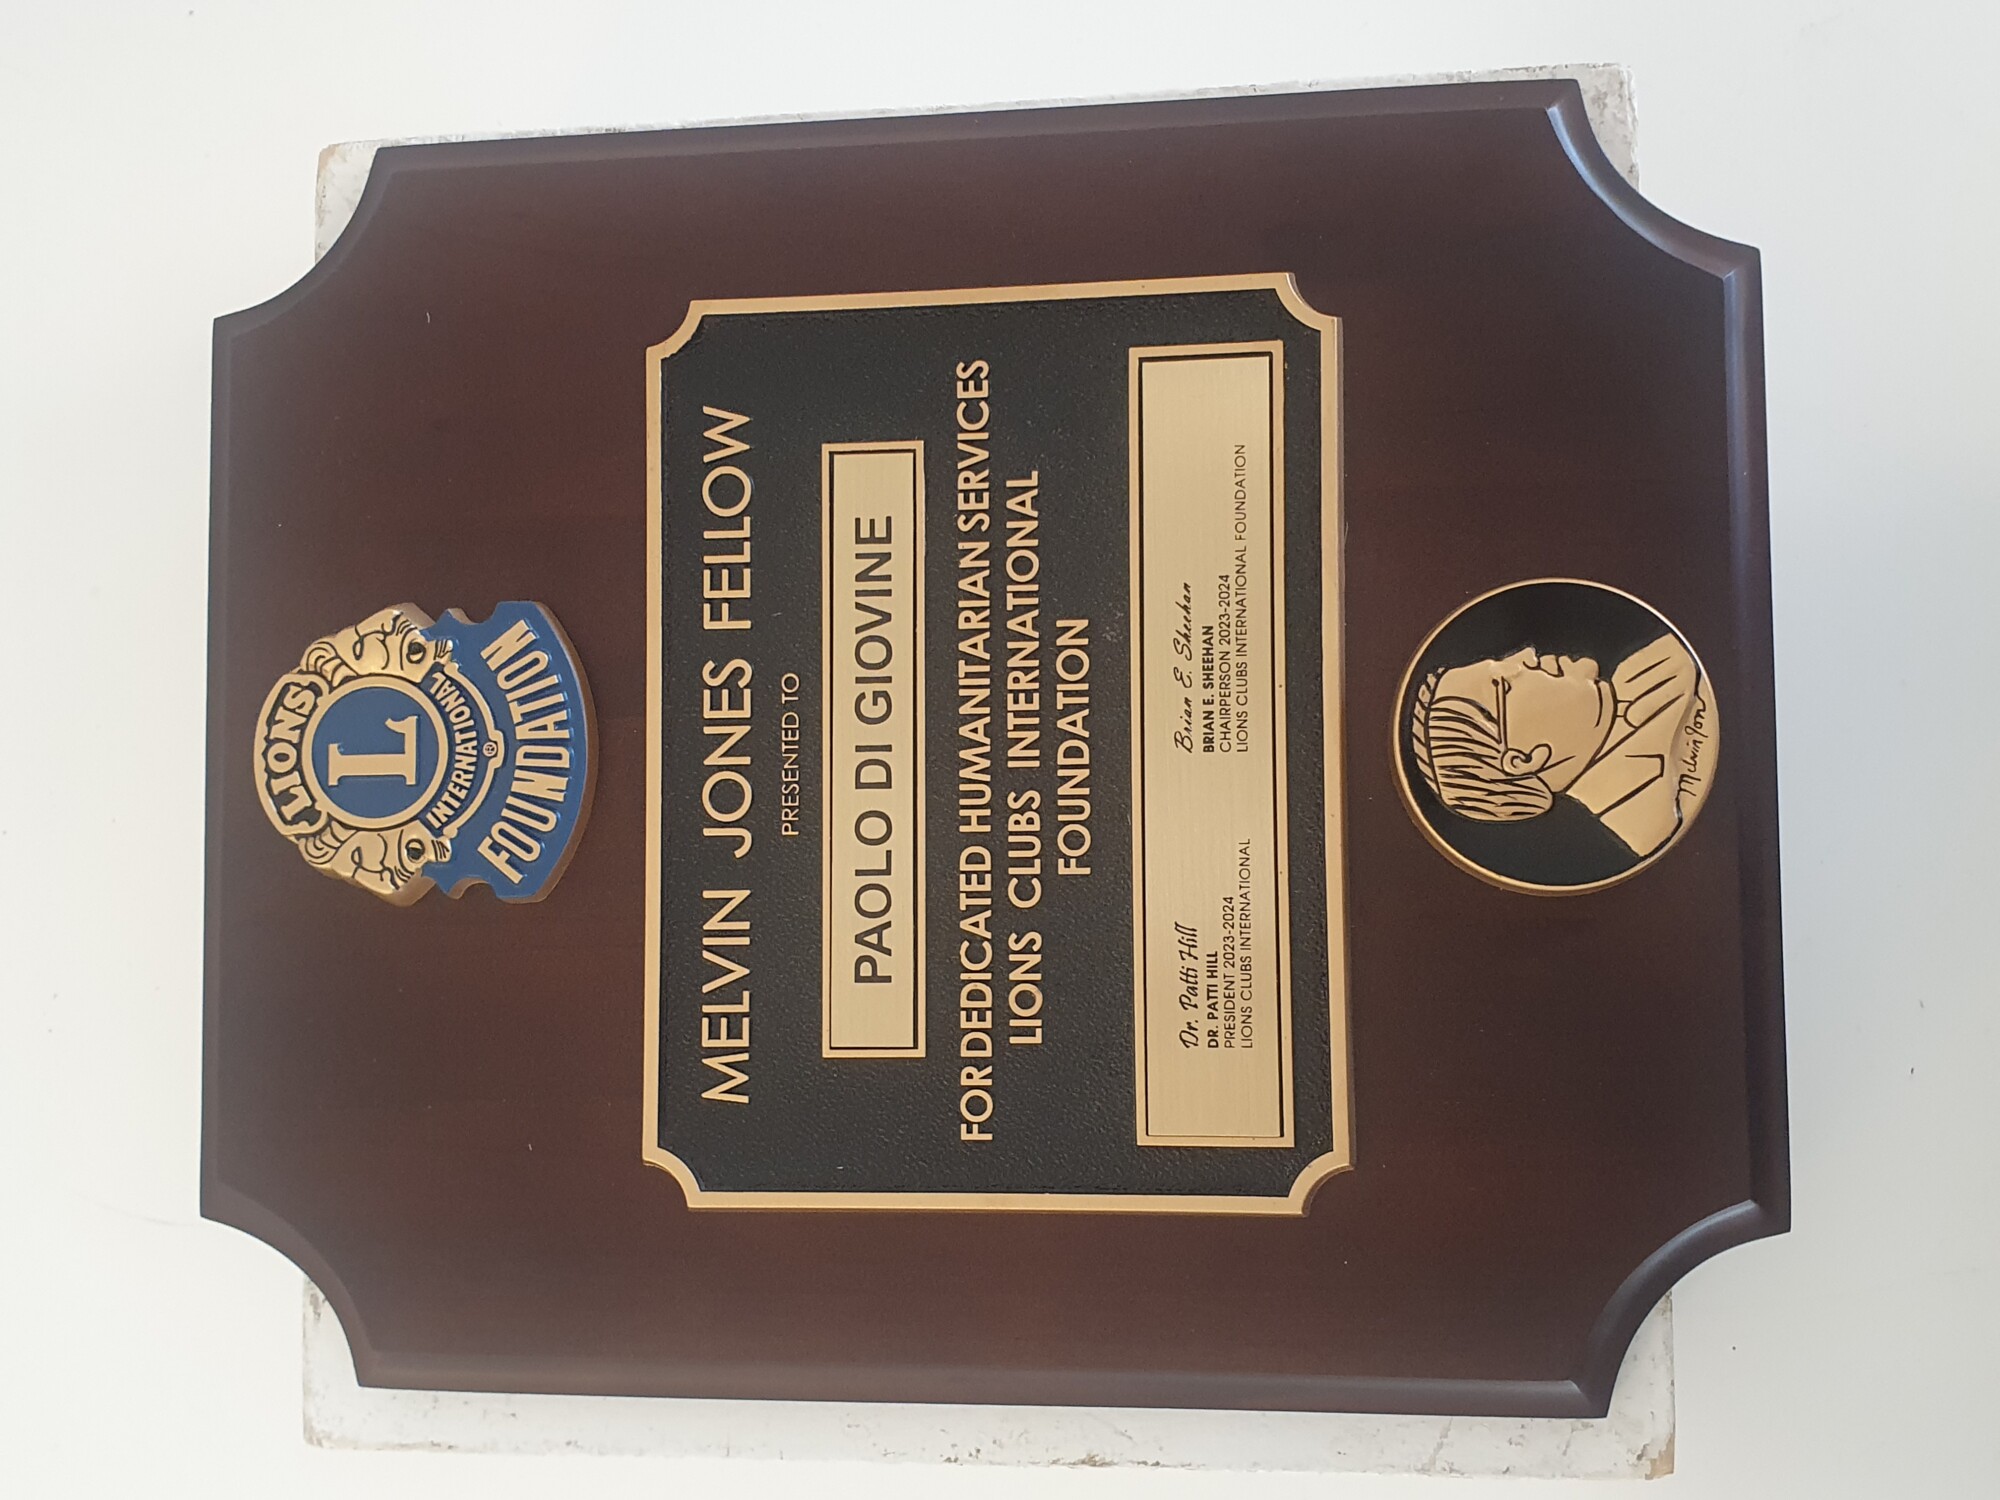 LIONS
L
INTERNATIONAL
®
FOUNDATION
MELVIN JONES FELLOW
PRESENTED TO
PAOLO DI GIOVINE
FOR DEDICATED HUMANITARIAN SERVICES
LIONS CLUBS INTERNATIONAL
FOUNDATION
Dr. Patti Hill
DR. PATTI HILL
PRESIDENT 2023-2024
LIONS CLUBS INTERNATIONAL
Brian E. Sheehan
BRIAN E. SHEEHAN
CHAIRPERSON 2023-2024
LIONS CLUBS INTERNATIONAL FOUNDATION
Melvin Jones